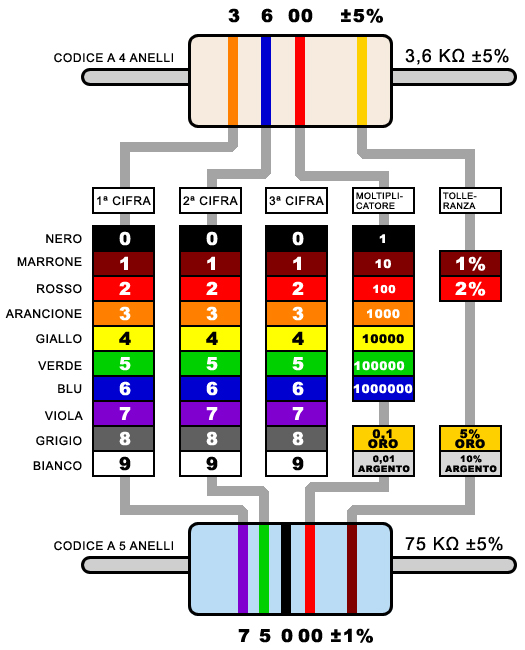 3 6 00 ±5%
CODICE A 4 ANELLI
3,6 KΩ ±5%
1ª CIFRA 2ª CIFRA 3ª CIFRA MOLTIPLI-
CATORE TOLLE-
RANZA
NERO 0 0 0 1
MARRONE 1 1 1 10 1%
ROSSO 2 2 2 100 2%
ARANCIONE 3 3 3 1000
GIALLO 4 4 4 10000
VERDE 5 5 5 100000
BLU 6 6 6 1000000
VIOLA 7 7 7
GRIGIO 8 8 8 0,1
ORO 5%
ORO
BIANCO 9 9 9 0,01
ARGENTO 10%
ARGENTO
CODICE A 5 ANELLI
75 KΩ ±5%
7 5 0 00 ±1%